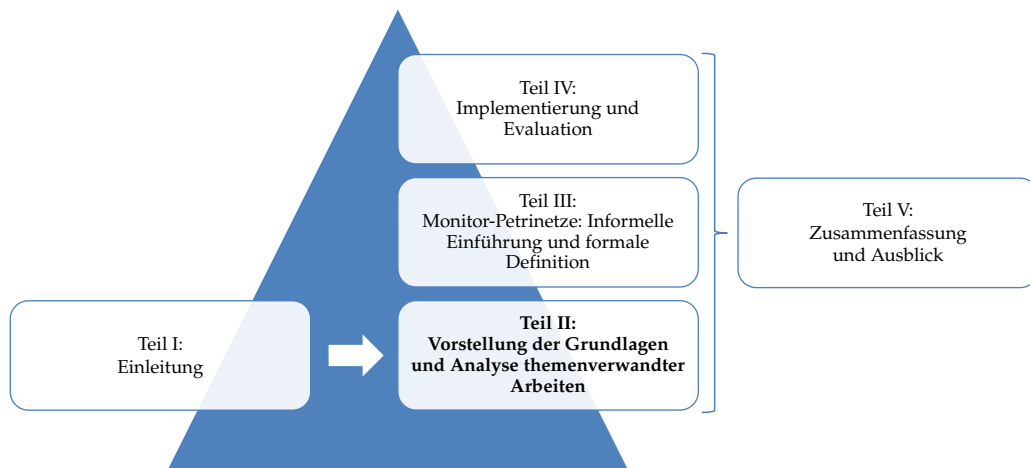 Teil IV:
Implementierung und
Evaluation
Teil III:
Monitor-Petrinetze: Informelle
Einführung und formale
Definition
Teil V:
Zusammenfassung
und Ausblick
Teil I:
Einleitung
Teil II:
Vorstellung der Grundlagen
und Analyse themenverwandter
Arbeiten